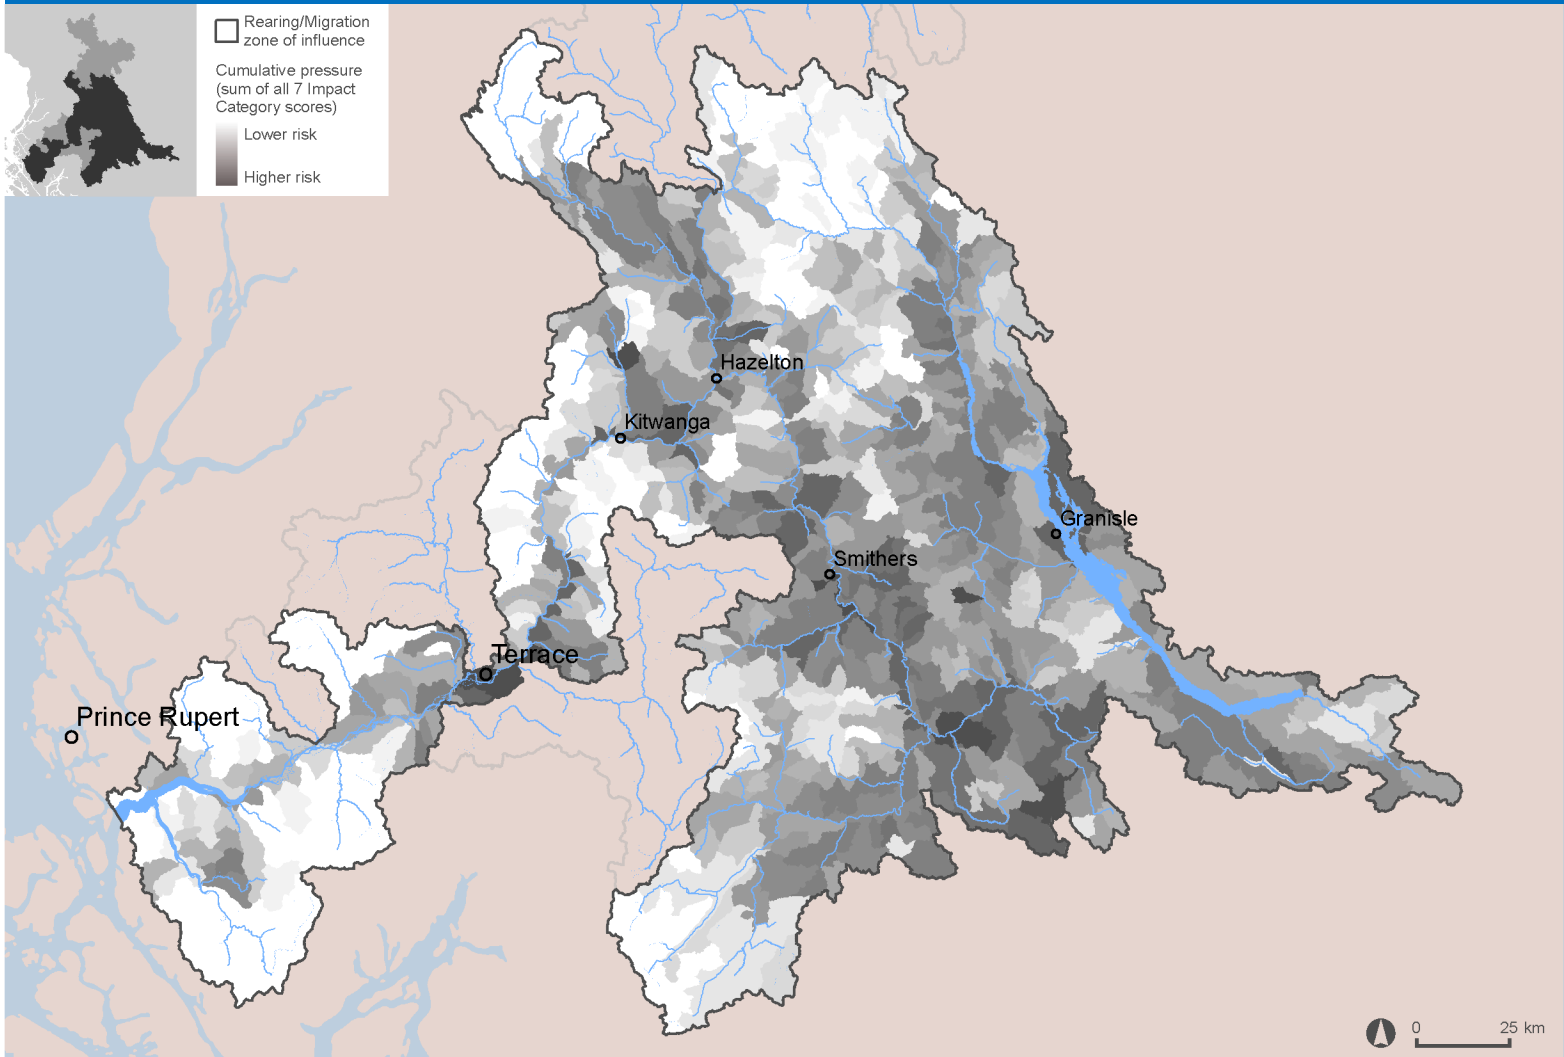 Rearing/Migration
zone of influence
Cumulative pressure
(sum of all 7 Impact
Category scores)
Lower risk
Higher risk
Hazelton
Kitwanga
Granisle
Smithers
Terrace
Prince Rupert
0 25 km